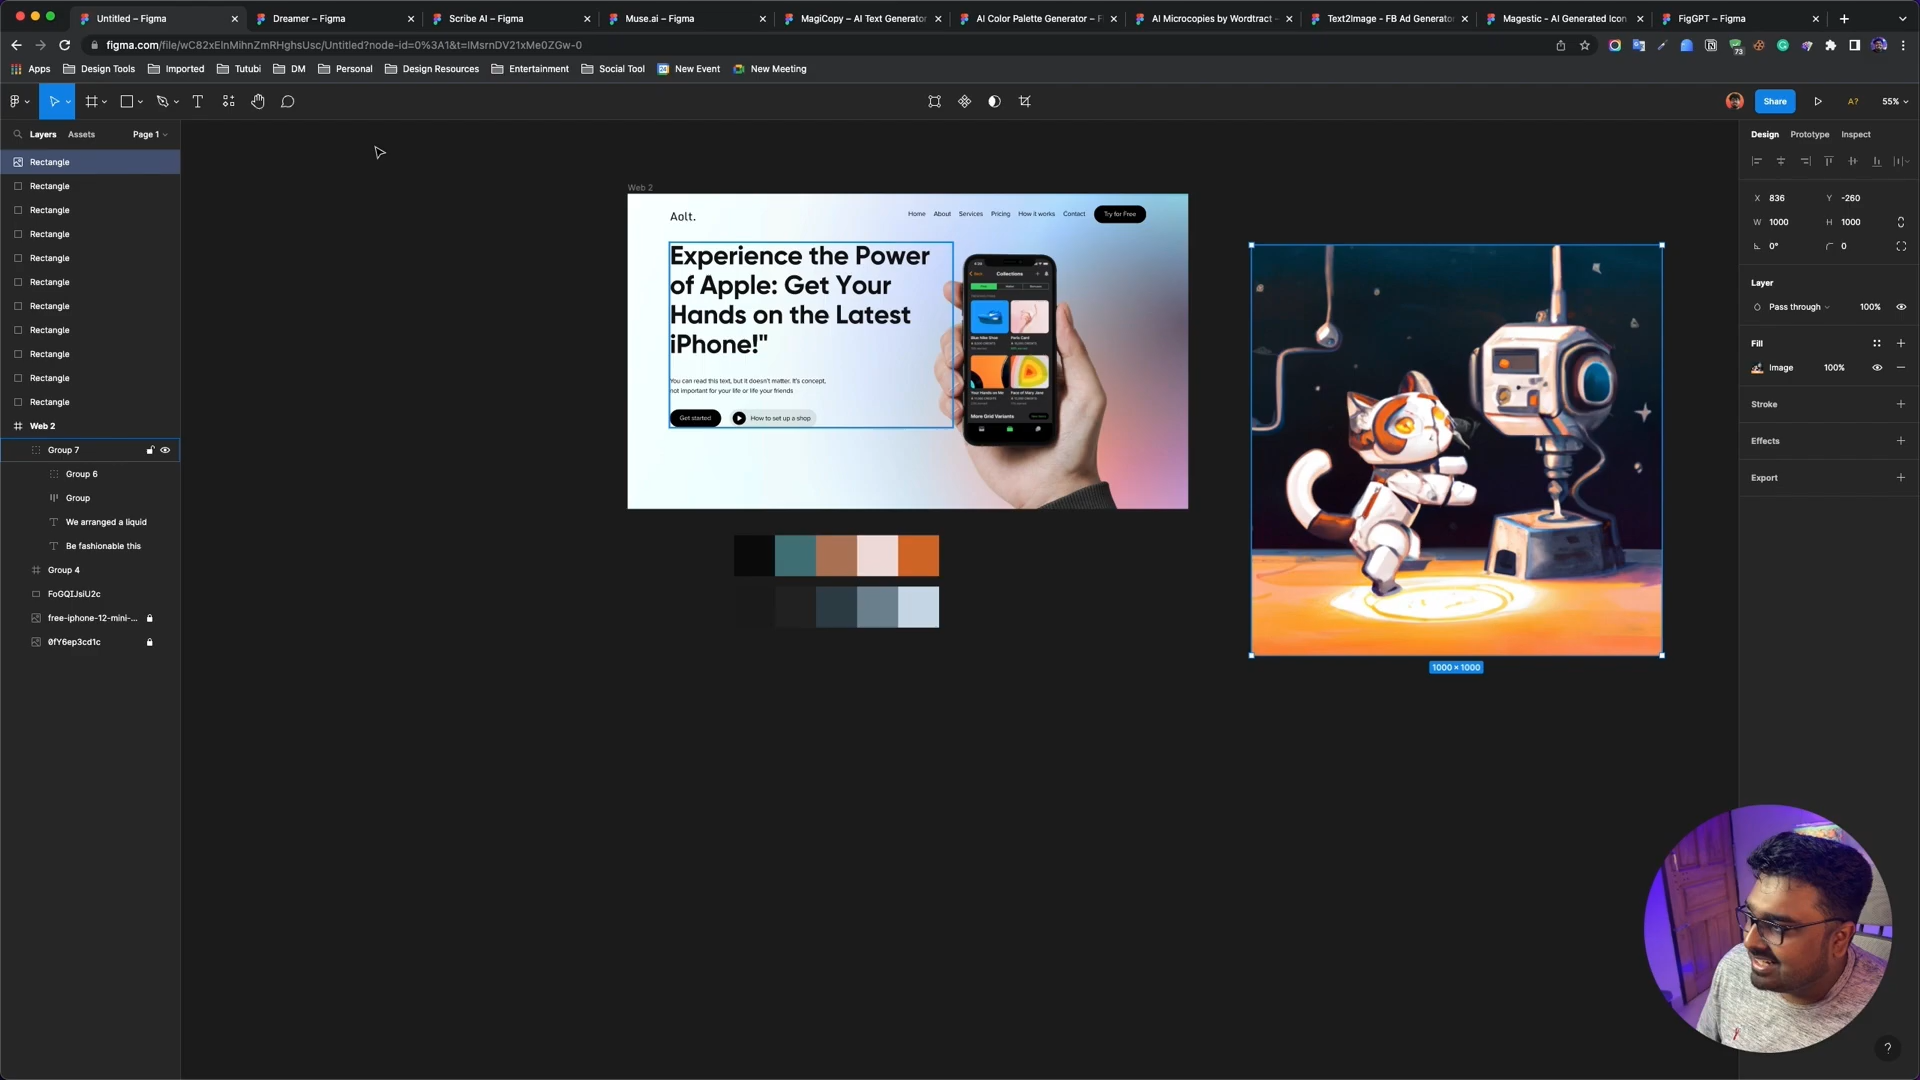 Untitled – Figma
Dreamer – Figma
Scribe AI – Figma
Muse.ai – Figma
MagiCopy – AI Text Generator
AI Color Palette Generator – F
AI Microcopies by Wordtract –
Text2Image - FB Ad Generator
Magestic - AI Generated Icon
FigGPT – Figma
figma.com/file/wC82xElnMihnZmRHghsUsc/Untitled?node-id=0%3A1&t=lMsrnDV21xMe0ZGw-0
73
Apps
Design Tools
Imported
Tutubi
DM
Personal
Design Resources
Entertainment
Social Tool
New Event
New Meeting
Share
A?
55%
Layers
Assets
Page 1
Rectangle
Rectangle
Rectangle
Rectangle
Rectangle
Rectangle
Rectangle
Rectangle
Rectangle
Rectangle
Rectangle
Web 2
Group 7
Group 6
Group
We arranged a liquid
Be fashionable this
Group 4
FoGQIJsiU2c
free-iphone-12-mini-...
0fY6ep3cd1c
Web 2
Aolt.
Home
About
Services
Pricing
How it works
Contact
Try for Free
Experience the Power
of Apple: Get Your
Hands on the Latest
iPhone!"
You can read this text, but it doesn't matter. It's concept,
not important for your life or life your friends
Get started
How to set up a shop
Collections
More Grid Variants
1000 × 1000
Design
Prototype
Inspect
X 836
Y -260
W 1000
H 1000
0°
0
Layer
Pass through
100%
Fill
Image
100%
Stroke
Effects
Export
?